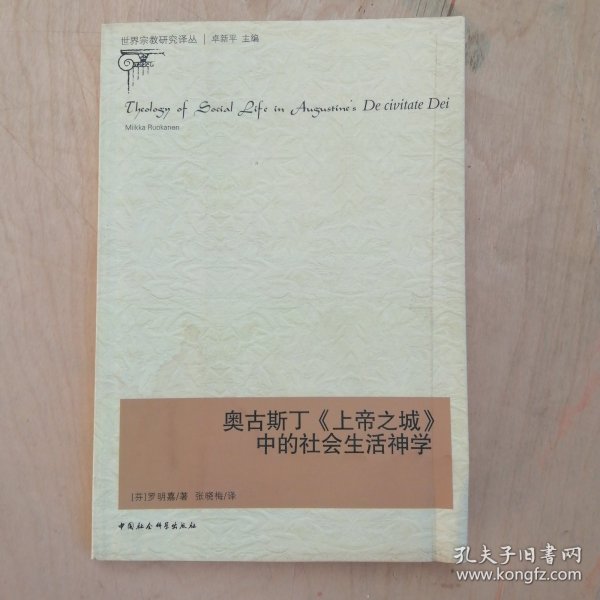 世界宗教研究译丛 | 卓新平 主编
Theology of Social Life in Augustine's De civitate Dei
Miikka Ruokanen
奥古斯丁《上帝之城》
中的社会生活神学
[芬]罗明嘉/著 张晓梅/译
中国社会科学出版社
孔夫子旧书网
www.kongfz.com